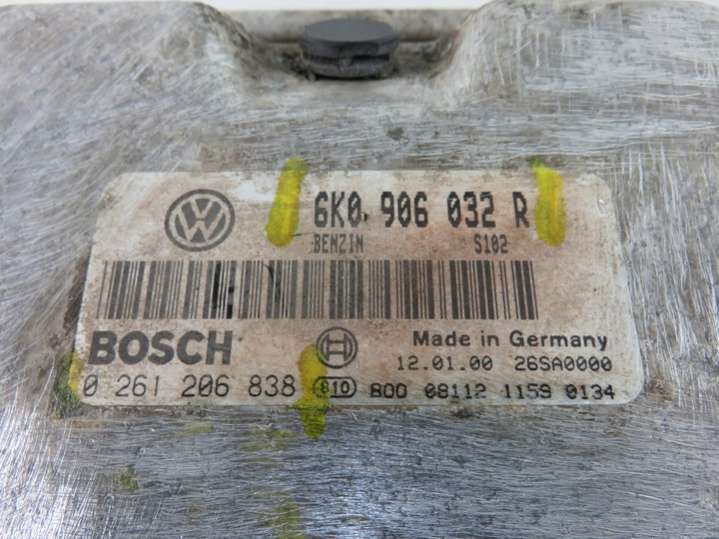 6K0 906 032 R
BENZIN S102
BOSCH Made in Germany
12.01.00 26SA0000
0 261 206 838 810 800 08112 1159 0134